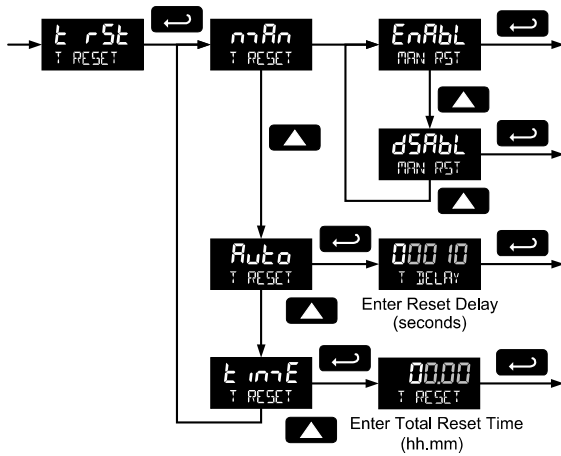 t rSt
T RESET
mAn
T RESET
EnAbL
MAN RST
dSAbL
MAN RST
Auto
T RESET
00010
T DELAY
Enter Reset Delay
(seconds)
timE
T RESET
00.00
T RESET
Enter Total Reset Time
(hh.mm)